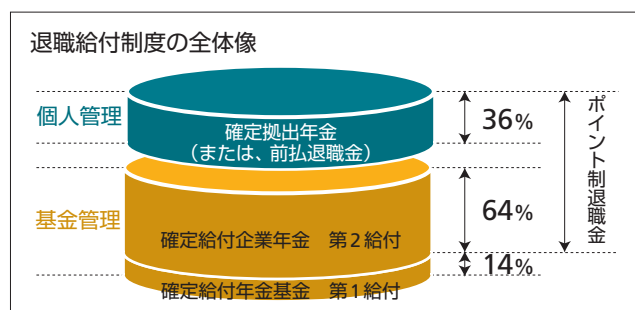 退職給付制度の全体像
個人管理
確定拠出年金
（または、前払退職金）
36%
ポイント制退職金
基金管理
確定給付企業年金　第2給付
64%
14%
確定給付年金基金　第1給付